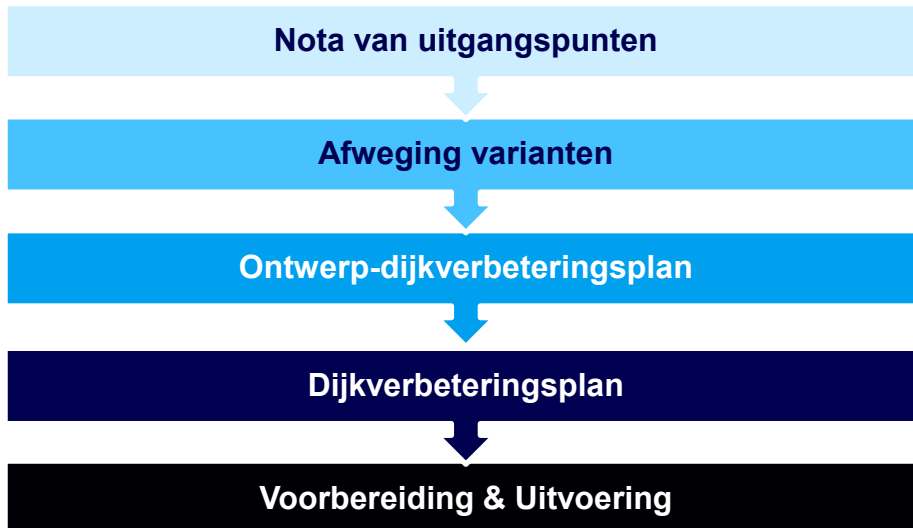 Nota van uitgangspunten
Afweging varianten
Ontwerp-dijkverbeteringsplan
Dijkverbeteringsplan
Voorbereiding & Uitvoering